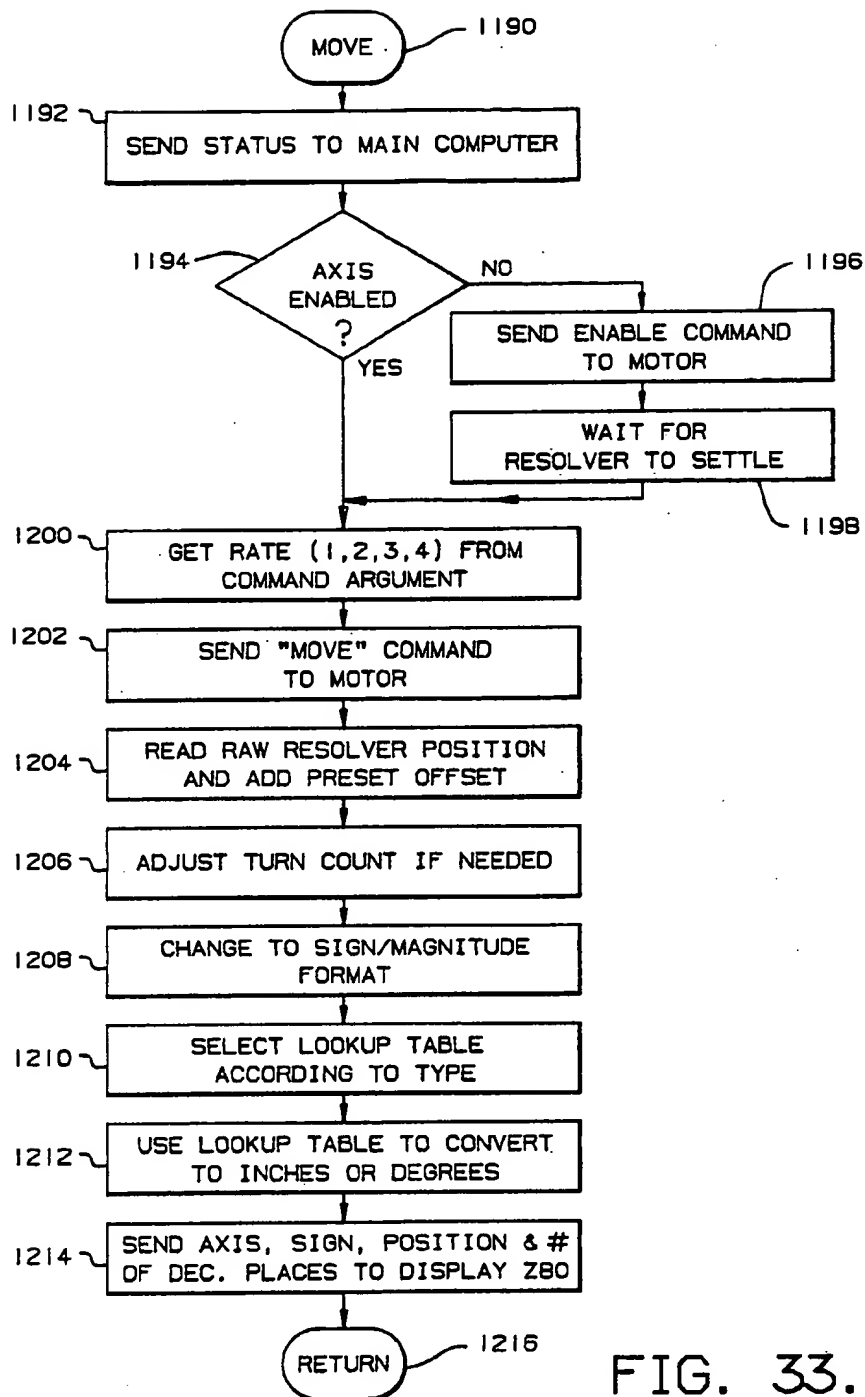 MOVE
1190
1192
SEND STATUS TO MAIN COMPUTER
1194
AXIS
ENABLED
?
NO
YES
1196
SEND ENABLE COMMAND
TO MOTOR
WAIT FOR
RESOLVER TO SETTLE
1198
1200
GET RATE (1,2,3,4) FROM
COMMAND ARGUMENT
1202
SEND "MOVE" COMMAND
TO MOTOR
1204
READ RAW RESOLVER POSITION
AND ADD PRESET OFFSET
1206
ADJUST TURN COUNT IF NEEDED
1208
CHANGE TO SIGN/MAGNITUDE
FORMAT
1210
SELECT LOOKUP TABLE
ACCORDING TO TYPE
1212
USE LOOKUP TABLE TO CONVERT
TO INCHES OR DEGREES
1214
SEND AXIS, SIGN, POSITION & #
OF DEC. PLACES TO DISPLAY Z80
RETURN
1216
FIG. 33.